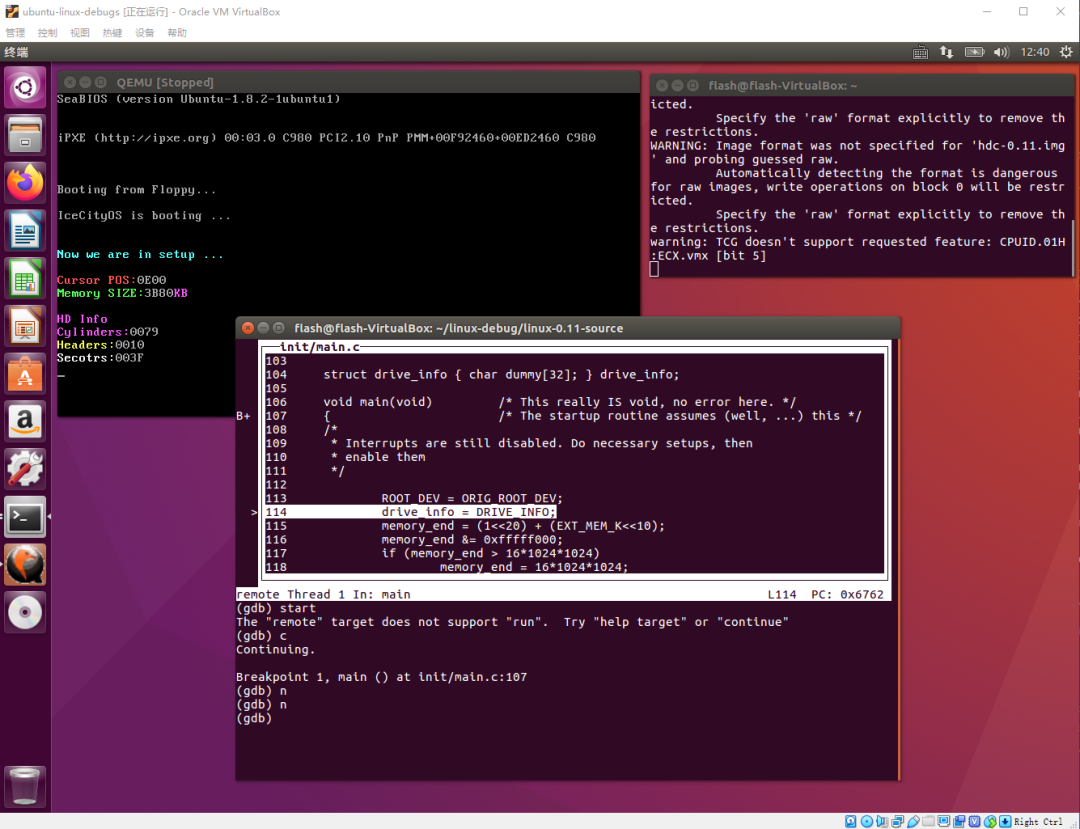 ubuntu-linux-debugs [正在运行] - Oracle VM VirtualBox
管理 控制 视图 热键 设备 帮助
终端
12:40
QEMU [Stopped]
SeaBIOS (version Ubuntu-1.8.2-1ubuntu1)
iPXE (http://ipxe.org) 00:03.0 C980 PCI2.10 PnP PMM+00F92460+00ED2460 C980
Booting from Floppy...
IceCityOS is booting ...
Now we are in setup ...
Cursor POS:0E00
Memory SIZE:3B80KB
HD Info
Cylinders:0079
Headers:0010
Secotrs:003F
flash@flash-VirtualBox: ~
icted.
Specify the 'raw' format explicitly to remove th
e restrictions.
WARNING: Image format was not specified for 'hdc-0.11.img
' and probing guessed raw.
Automatically detecting the format is dangerous
for raw images, write operations on block 0 will be restr
icted.
Specify the 'raw' format explicitly to remove th
e restrictions.
warning: TCG doesn't support requested feature: CPUID.01H
:ECX.vmx [bit 5]
flash@flash-VirtualBox: ~/linux-debug/linux-0.11-source
init/main.c
103
104 struct drive_info { char dummy[32]; } drive_info;
105
106 void main(void) /* This really IS void, no error here. */
B+ 107 { /* The startup routine assumes (well, ...) this */
108 /*
109 * Interrupts are still disabled. Do necessary setups, then
110 * enable them
111 */
112
113 ROOT_DEV = ORIG_ROOT_DEV;
> 114 drive_info = DRIVE_INFO;
115 memory_end = (1<<20) + (EXT_MEM_K<<10);
116 memory_end &= 0xfffff000;
117 if (memory_end > 16*1024*1024)
118 memory_end = 16*1024*1024;
remote Thread 1 In: main L114 PC: 0x6762
(gdb) start
The "remote" target does not support "run". Try "help target" or "continue"
(gdb) c
Continuing.
Breakpoint 1, main () at init/main.c:107
(gdb) n
(gdb) n
(gdb)
Right Ctrl